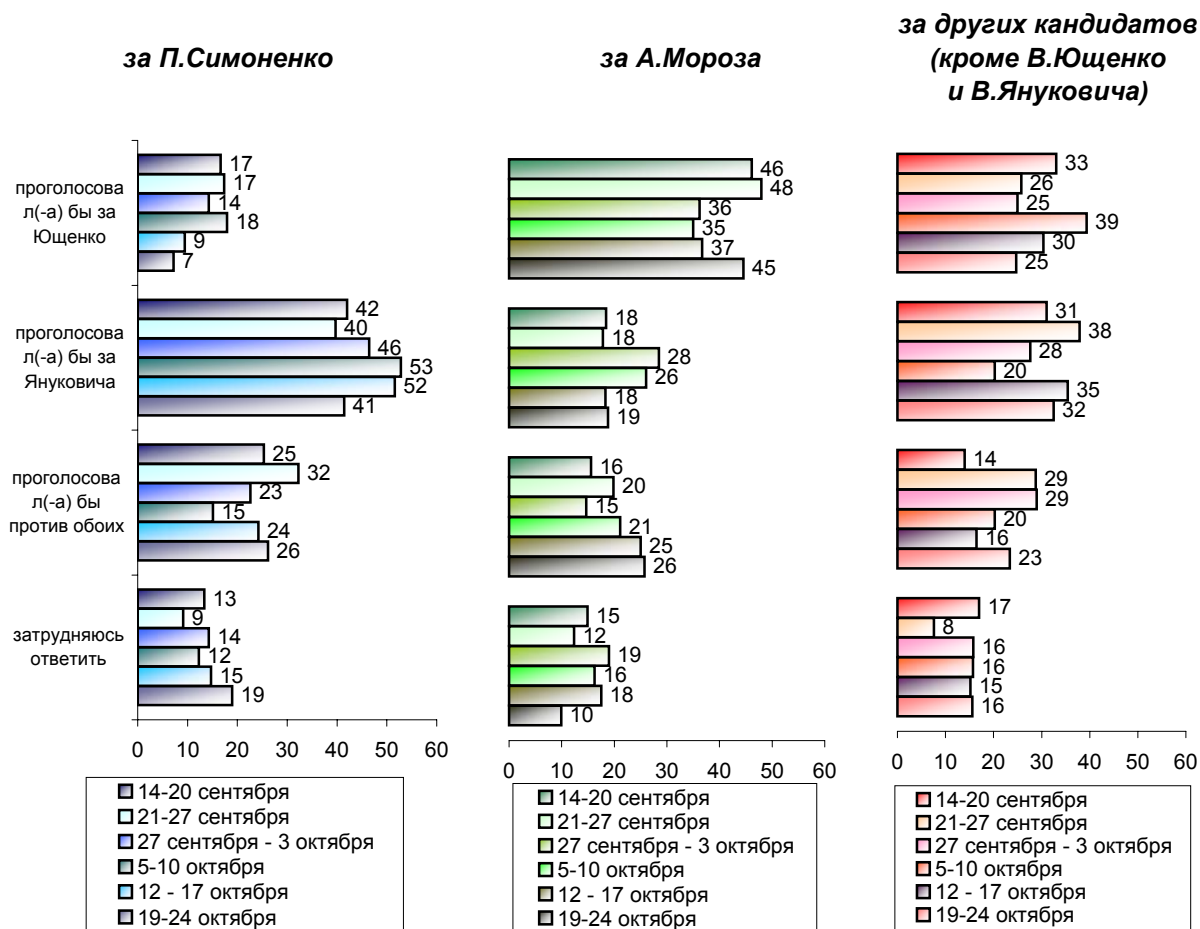 за П.Симоненко
за А.Мороза
за других кандидатов
(кроме В.Ющенко
и В.Януковича)
проголосова
л(-а) бы за
Ющенко
17
17
14
18
9
7
проголосова
л(-а) бы за
Януковича
42
40
46
53
52
41
проголосова
л(-а) бы
против обоих
25
32
23
15
24
26
затрудняюсь
ответить
13
9
14
12
15
19
0 10 20 30 40 50 60
14-20 сентября
21-27 сентября
27 сентября - 3 октября
5-10 октября
12 - 17 октября
19-24 октября
46
48
36
35
37
45
18
18
28
26
18
19
16
20
15
21
25
26
15
12
19
16
18
10
0 10 20 30 40 50 60
14-20 сентября
21-27 сентября
27 сентября - 3 октября
5-10 октября
12 - 17 октября
19-24 октября
33
26
25
39
30
25
31
38
28
20
35
32
14
29
29
20
16
23
17
8
16
16
15
16
0 10 20 30 40 50 60
14-20 сентября
21-27 сентября
27 сентября - 3 октября
5-10 октября
12 - 17 октября
19-24 октября